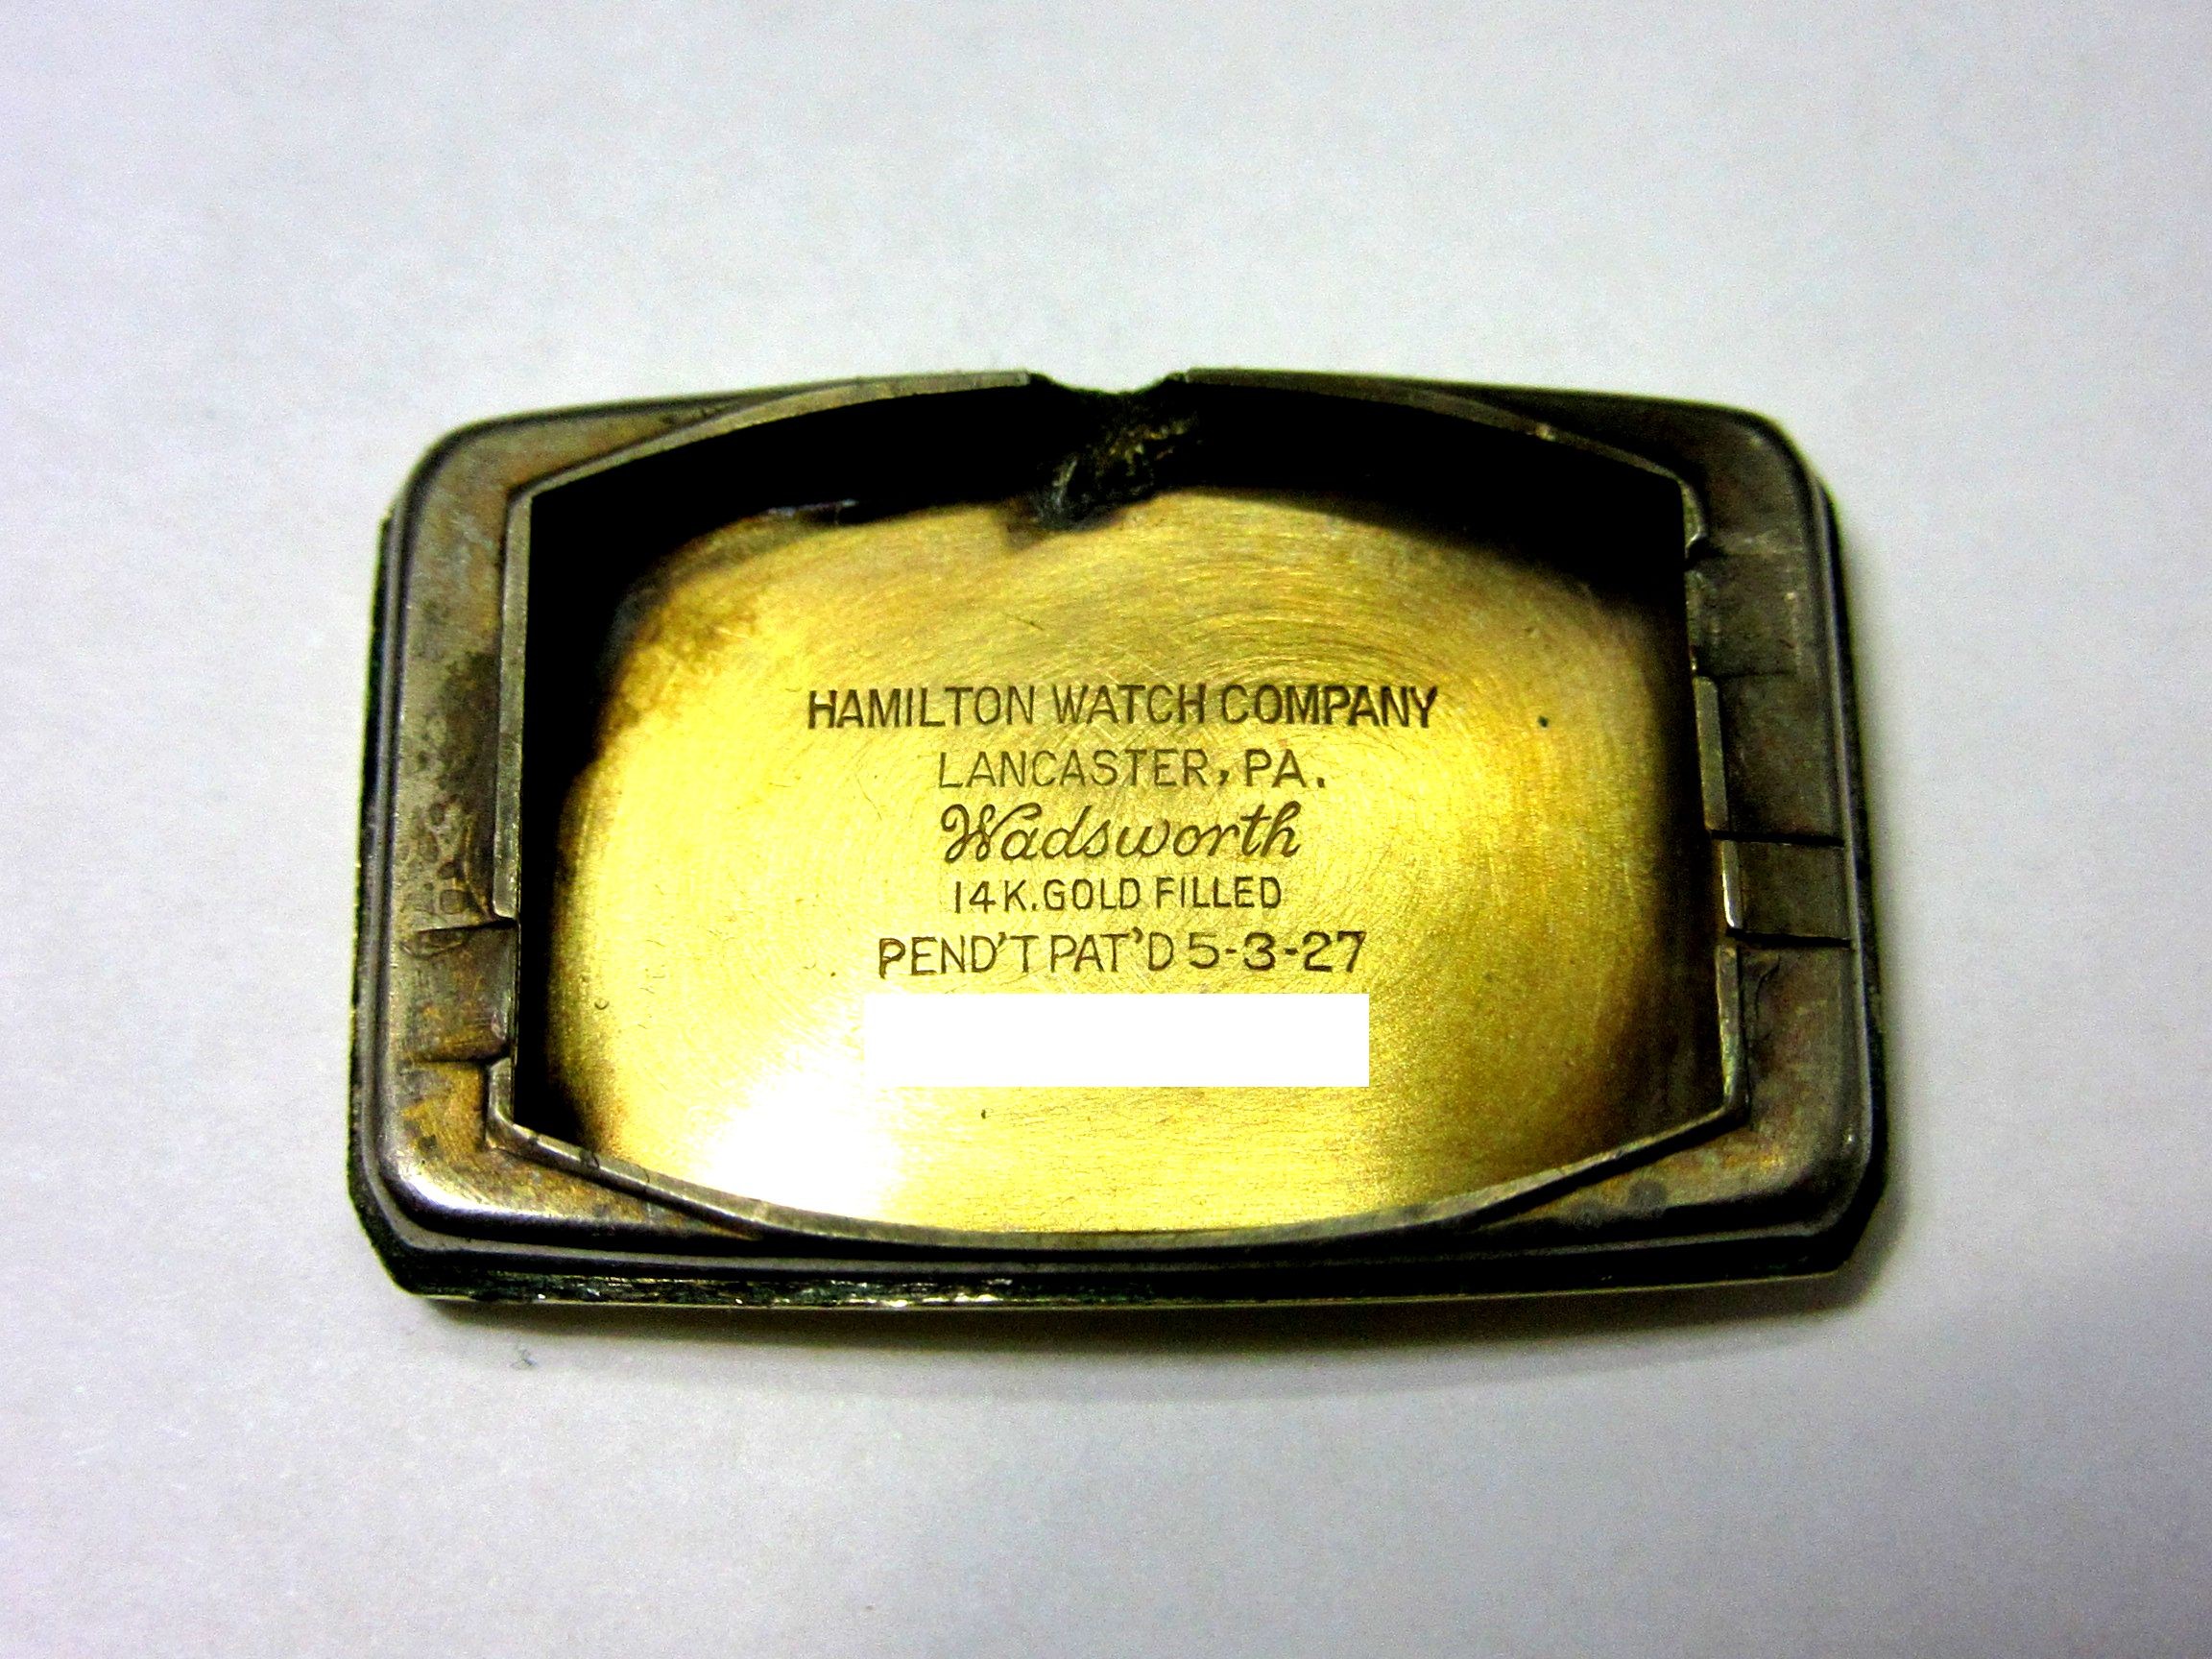 HAMILTON WATCH COMPANY
LANCASTER, PA.
Wadsworth
14K. GOLD FILLED
PEND'T PAT'D 5-3-27